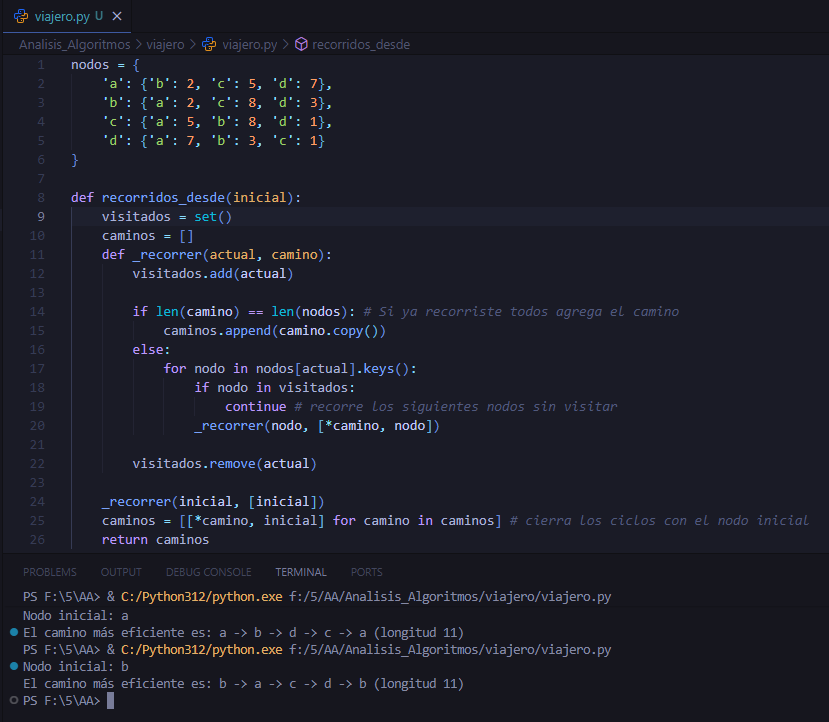 viajero.py U ×
Analisis_Algoritmos > viajero > viajero.py > recorridos_desde
1 nodos = {
2     'a': {'b': 2, 'c': 5, 'd': 7},
3     'b': {'a': 2, 'c': 8, 'd': 3},
4     'c': {'a': 5, 'b': 8, 'd': 1},
5     'd': {'a': 7, 'b': 3, 'c': 1}
6 }
7
8 def recorridos_desde(inicial):
9     visitados = set()
10     caminos = []
11     def _recorrer(actual, camino):
12         visitados.add(actual)
13
14         if len(camino) == len(nodos): # Si ya recorriste todos agrega el camino
15             caminos.append(camino.copy())
16         else:
17             for nodo in nodos[actual].keys():
18                 if nodo in visitados:
19                     continue # recorre los siguientes nodos sin visitar
20                 _recorrer(nodo, [*camino, nodo])
21
22         visitados.remove(actual)
23
24     _recorrer(inicial, [inicial])
25     caminos = [[*camino, inicial] for camino in caminos] # cierra los ciclos con el nodo inicial
26     return caminos
PROBLEMS OUTPUT DEBUG CONSOLE TERMINAL PORTS
PS F:\5\AA> & C:/Python312/python.exe f:/5/AA/Analisis_Algoritmos/viajero/viajero.py
Nodo inicial: a
El camino más eficiente es: a -> b -> d -> c -> a (longitud 11)
PS F:\5\AA> & C:/Python312/python.exe f:/5/AA/Analisis_Algoritmos/viajero/viajero.py
Nodo inicial: b
El camino más eficiente es: b -> a -> c -> d -> b (longitud 11)
PS F:\5\AA>